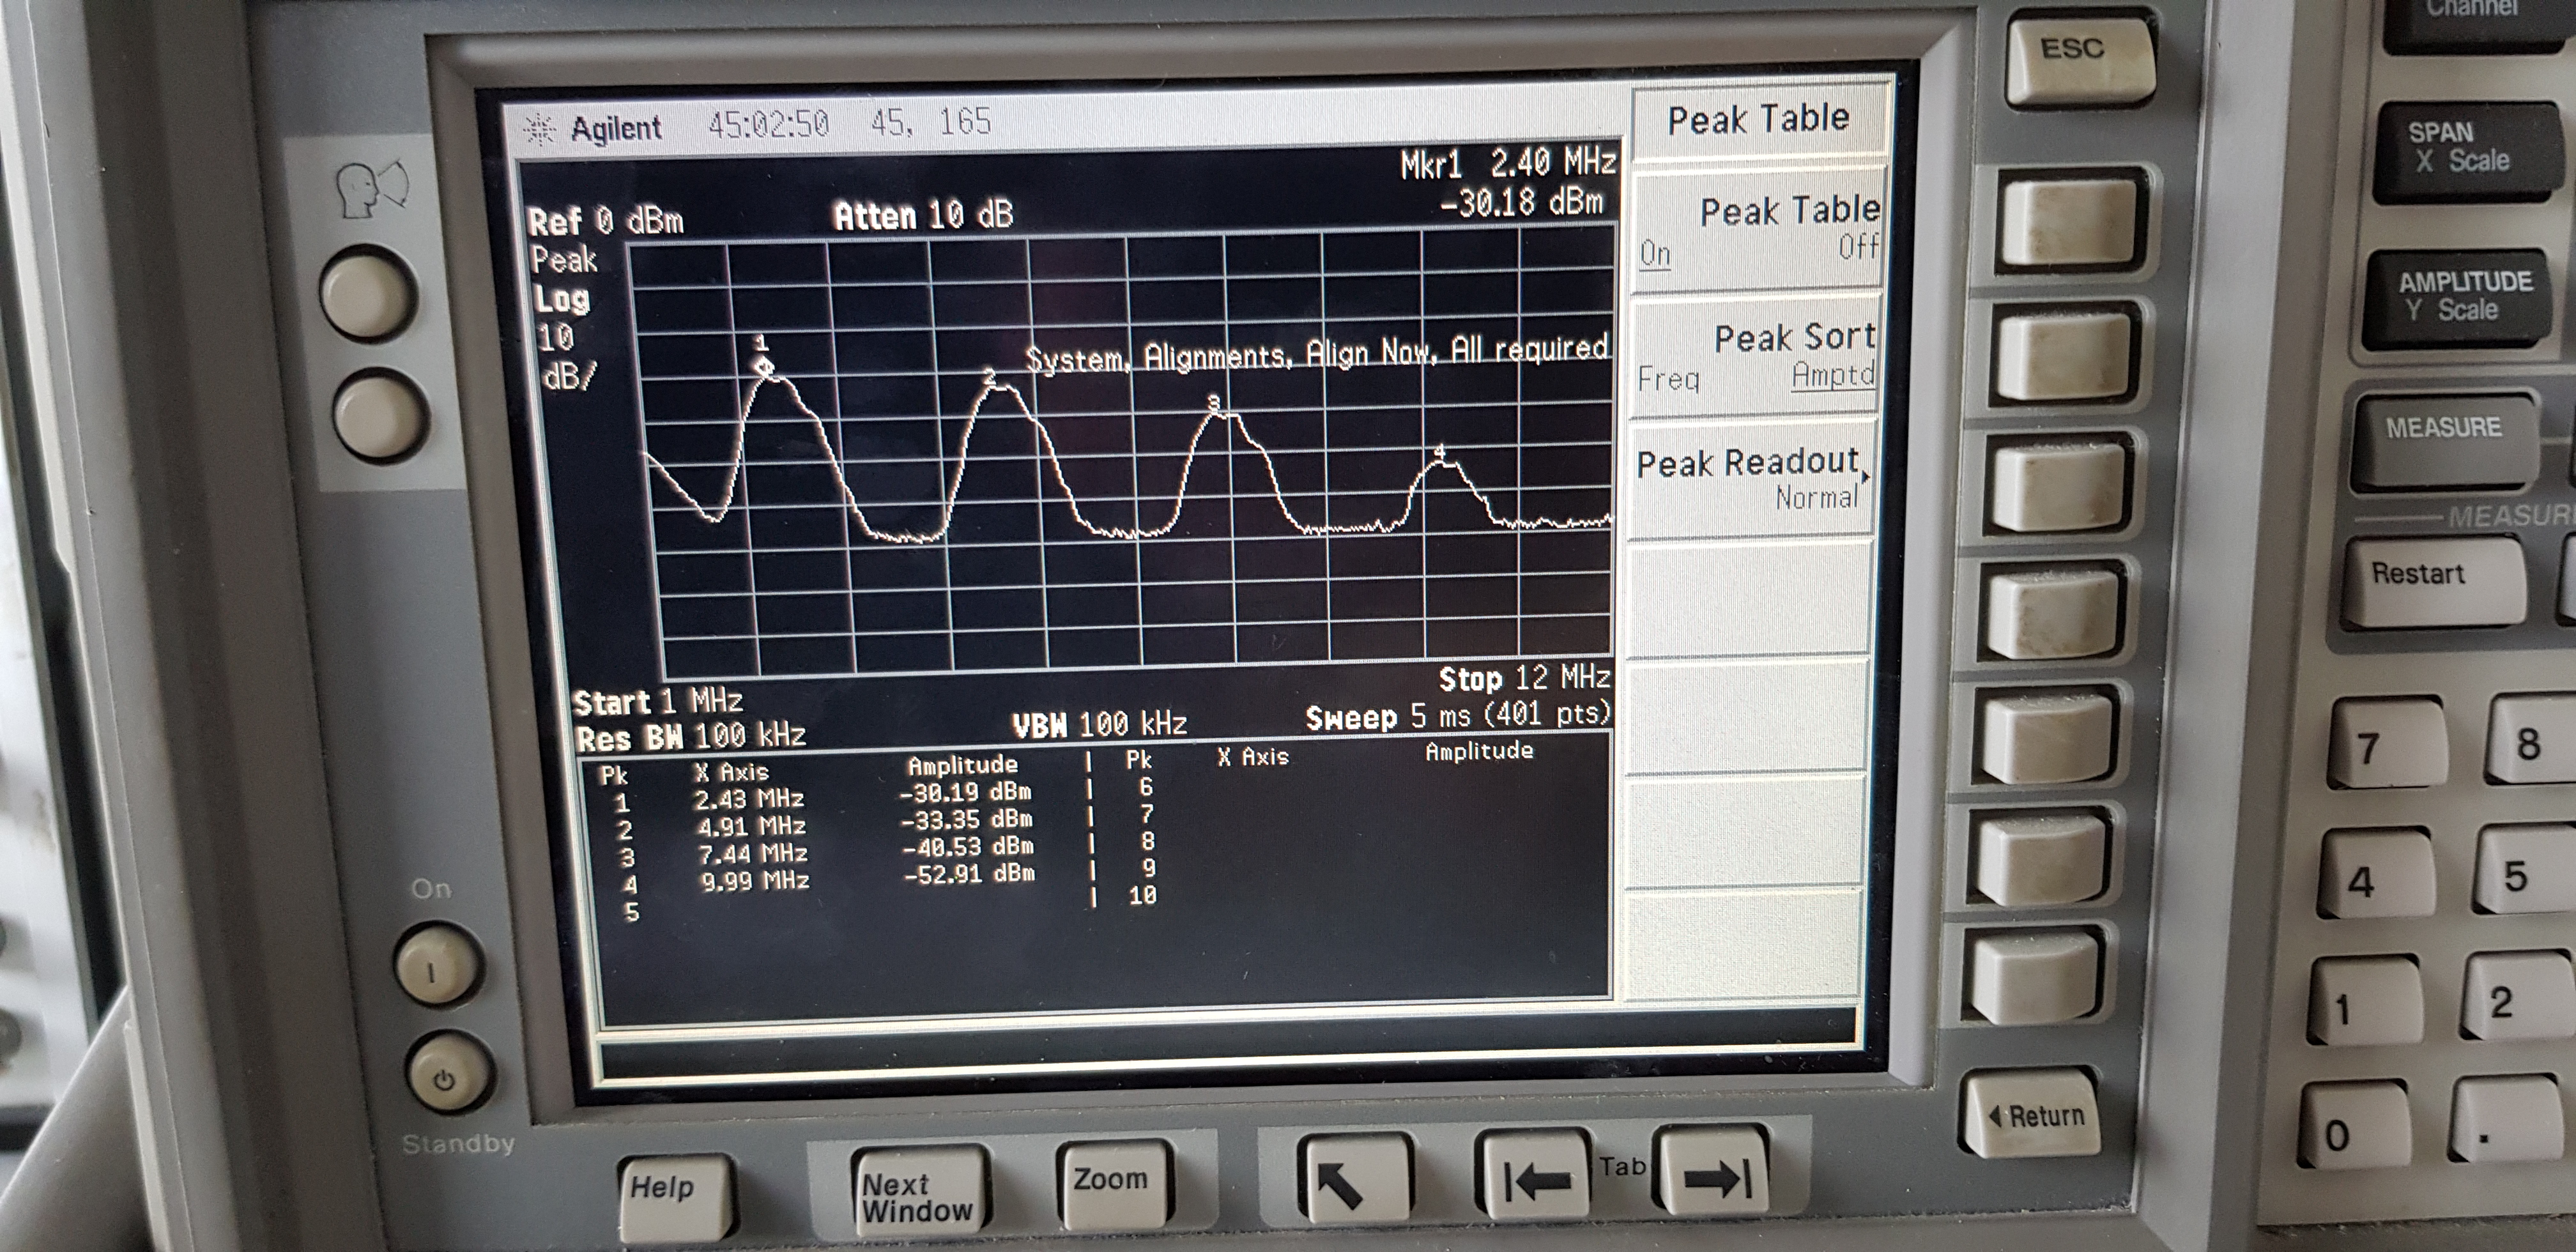 Agilent 45:02:50 45, 165
Mkr1 2.40 MHz
-30.18 dBm
Ref 0 dBm Atten 10 dB
Peak
Log
10
dB/
1
System, Alignments, Align Now, All required
2
3
4
Start 1 MHz Stop 12 MHz
Res BW 100 kHz VBW 100 kHz Sweep 5 ms (401 pts)
Pk X Axis Amplitude | Pk X Axis Amplitude
1 2.43 MHz -30.19 dBm | 6
2 4.91 MHz -33.35 dBm | 7
3 7.44 MHz -40.53 dBm | 8
4 9.99 MHz -52.91 dBm | 9
5 | 10
Peak Table
Peak Table
On Off
Peak Sort
Freq Amptd
Peak Readout
Normal
On
Standby
Help
Next
Window
Zoom
Tab
ESC
Return
Channel
SPAN
X Scale
AMPLITUDE
Y Scale
MEASURE
Restart
7 8
4 5
1 2
0 .